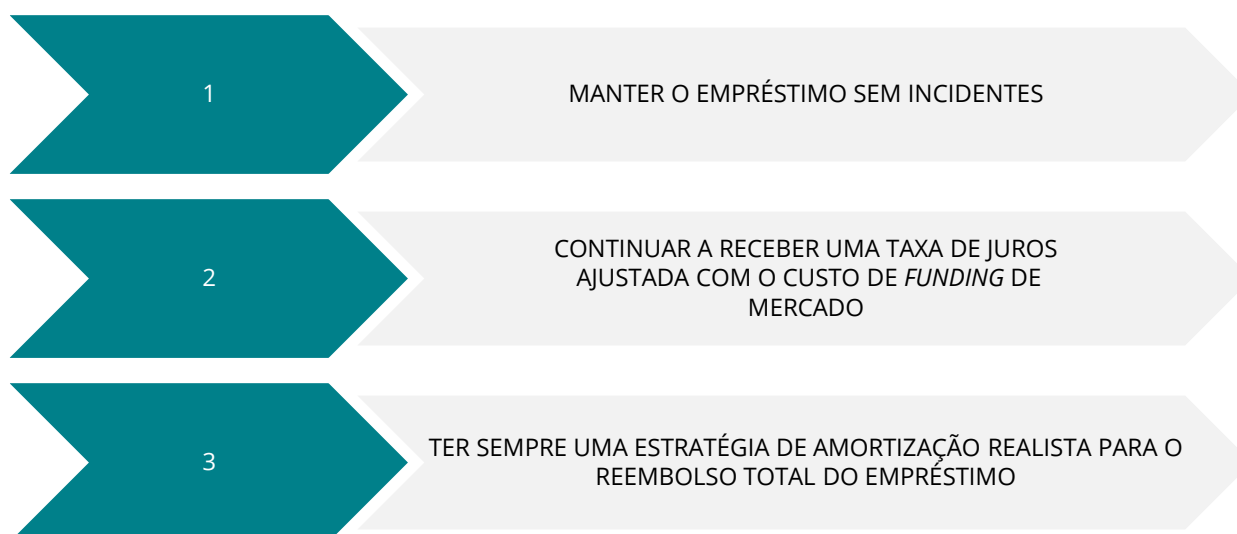 1
MANTER O EMPRÉSTIMO SEM INCIDENTES
2
CONTINUAR A RECEBER UMA TAXA DE JUROS
AJUSTADA COM O CUSTO DE FUNDING DE
MERCADO
3
TER SEMPRE UMA ESTRATÉGIA DE AMORTIZAÇÃO REALISTA PARA O
REEMBOLSO TOTAL DO EMPRÉSTIMO